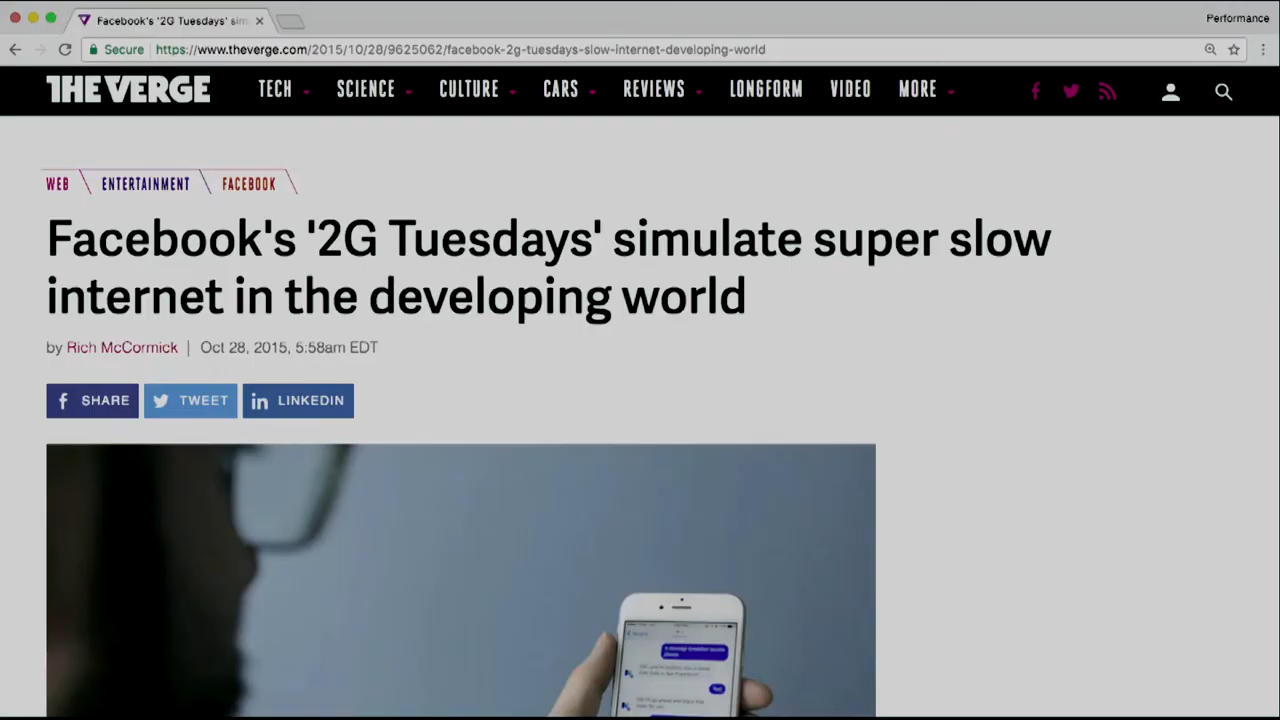 Facebook's '2G Tuesdays' sim
Performance
Secure https://www.theverge.com/2015/10/28/9625062/facebook-2g-tuesdays-slow-internet-developing-world
THE VERGE TECH SCIENCE CULTURE CARS REVIEWS LONGFORM VIDEO MORE
WEB ENTERTAINMENT FACEBOOK
Facebook's '2G Tuesdays' simulate super slow
internet in the developing world
by Rich McCormick | Oct 28, 2015, 5:58am EDT
SHARE TWEET LINKEDIN